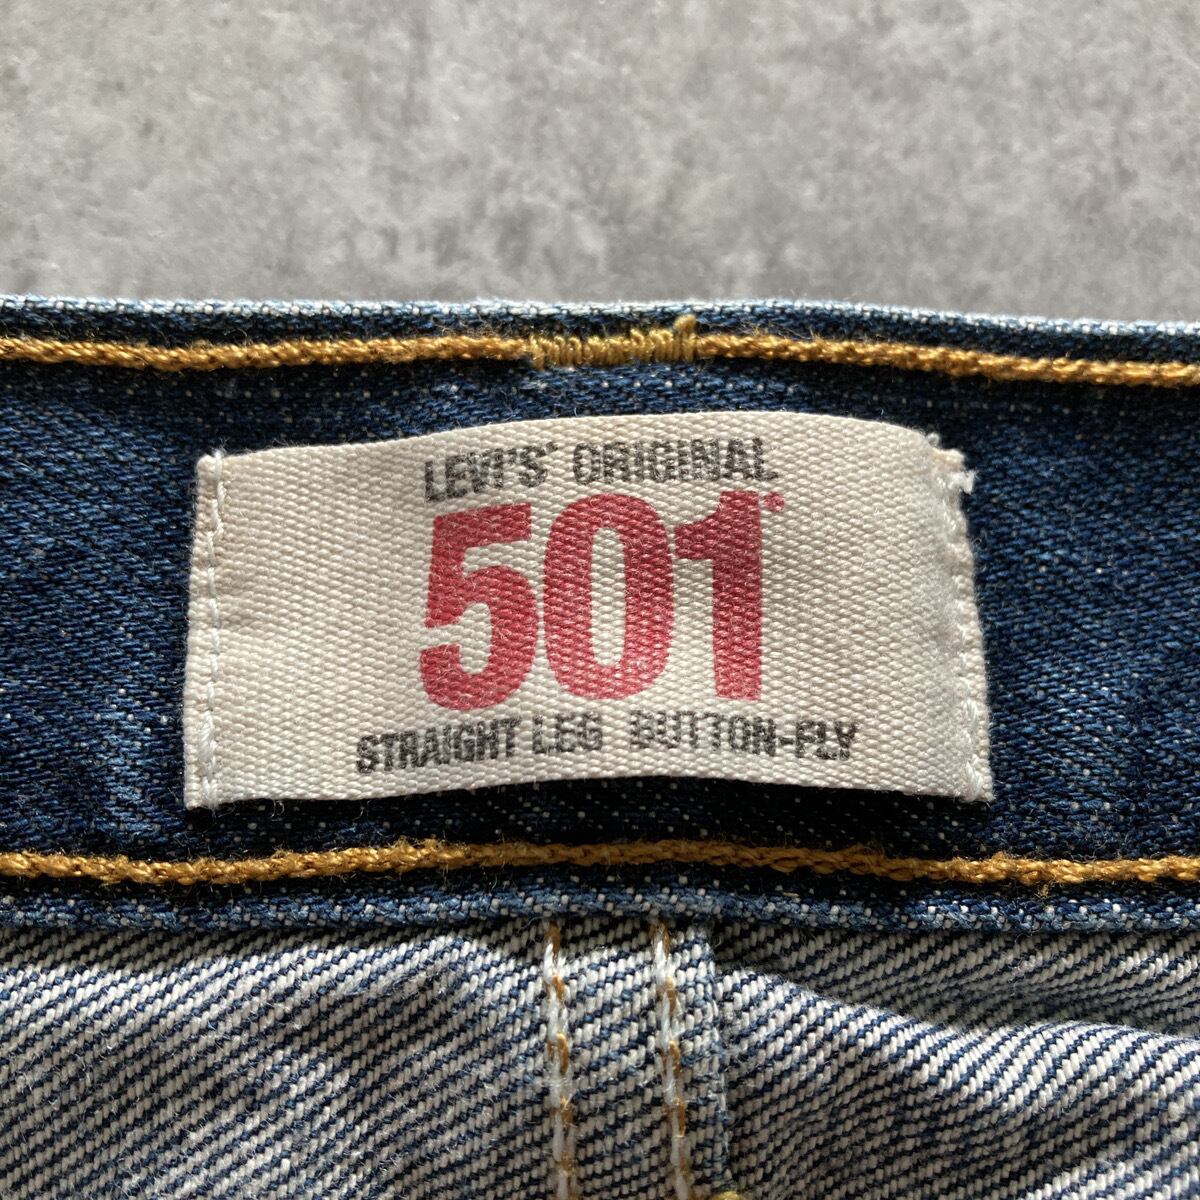 LEVI'S® ORIGINAL
501®
STRAIGHT LEG BUTTON-FLY